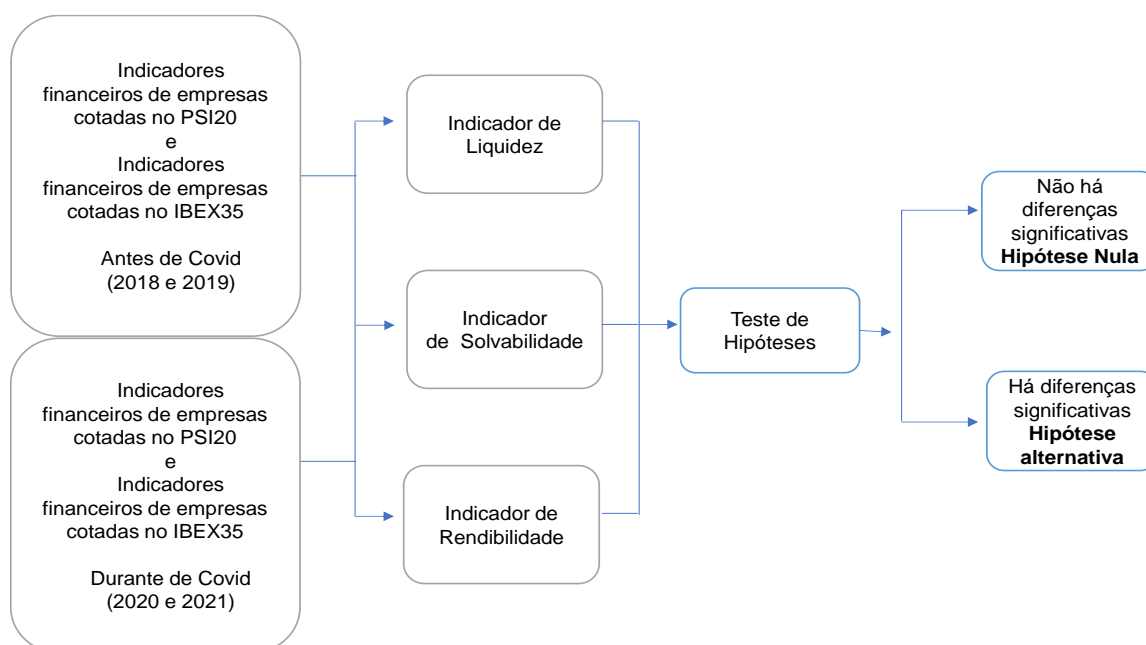 Indicadores
financeiros de empresas
cotadas no PSI20
e
Indicadores
financeiros de empresas
cotadas no IBEX35
Antes de Covid
(2018 e 2019)
Indicadores
financeiros de empresas
cotadas no PSI20
e
Indicadores
financeiros de empresas
cotadas no IBEX35
Durante de Covid
(2020 e 2021)
Indicador de
Liquidez
Indicador
de Solvabilidade
Indicador de
Rendibilidade
Teste de
Hipóteses
Não há
diferenças
significativas
Hipótese Nula
Há diferenças
significativas
Hipótese
alternativa